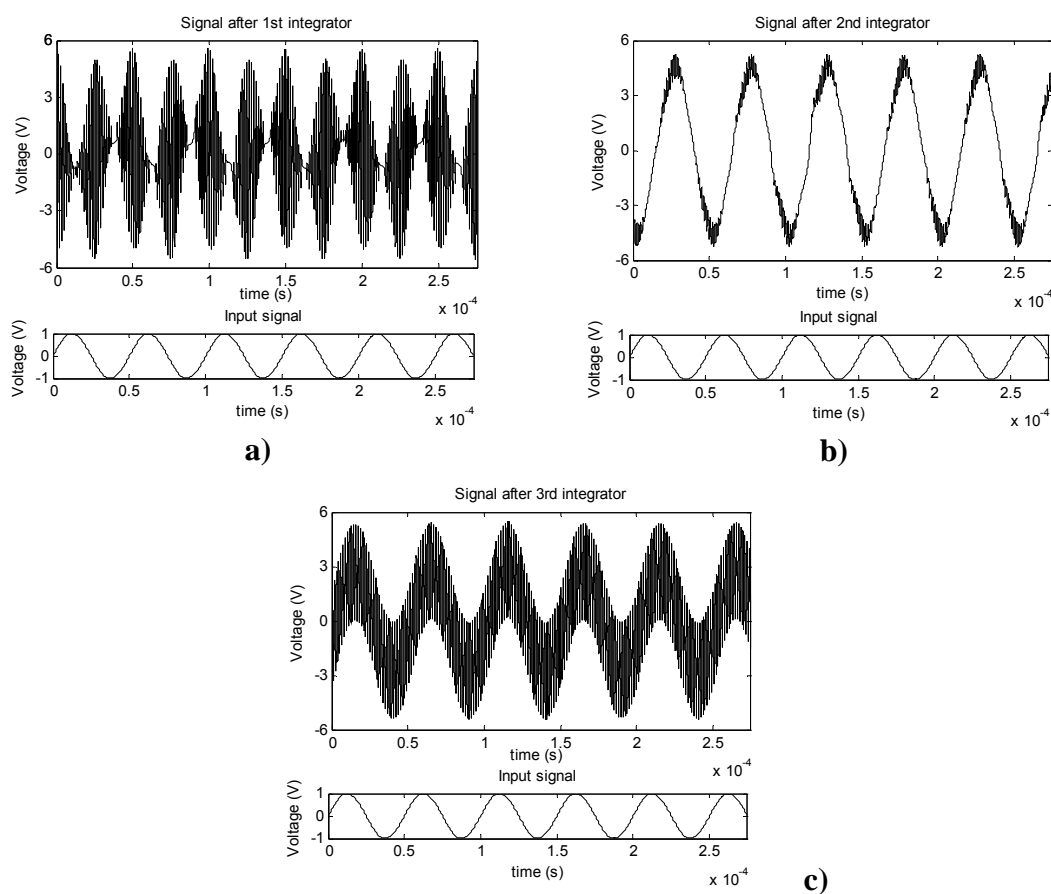 Signal after 1st integrator
6
3
0
-3
-6
Voltage (V)
0 0.5 1 1.5 2 2.5
time (s)
x 10-4
Input signal
1
0
-1
Voltage (V)
0 0.5 1 1.5 2 2.5
time (s)
x 10-4
a)
Signal after 2nd integrator
6
3
0
-3
-6
Voltage (V)
0 0.5 1 1.5 2 2.5
time (s)
x 10-4
Input signal
1
0
-1
Voltage (V)
0 0.5 1 1.5 2 2.5
time (s)
x 10-4
b)
Signal after 3rd integrator
6
3
0
-3
-6
Voltage (V)
0 0.5 1 1.5 2 2.5
time (s)
x 10-4
Input signal
1
0
-1
Voltage (V)
0 0.5 1 1.5 2 2.5
time (s)
x 10-4
c)